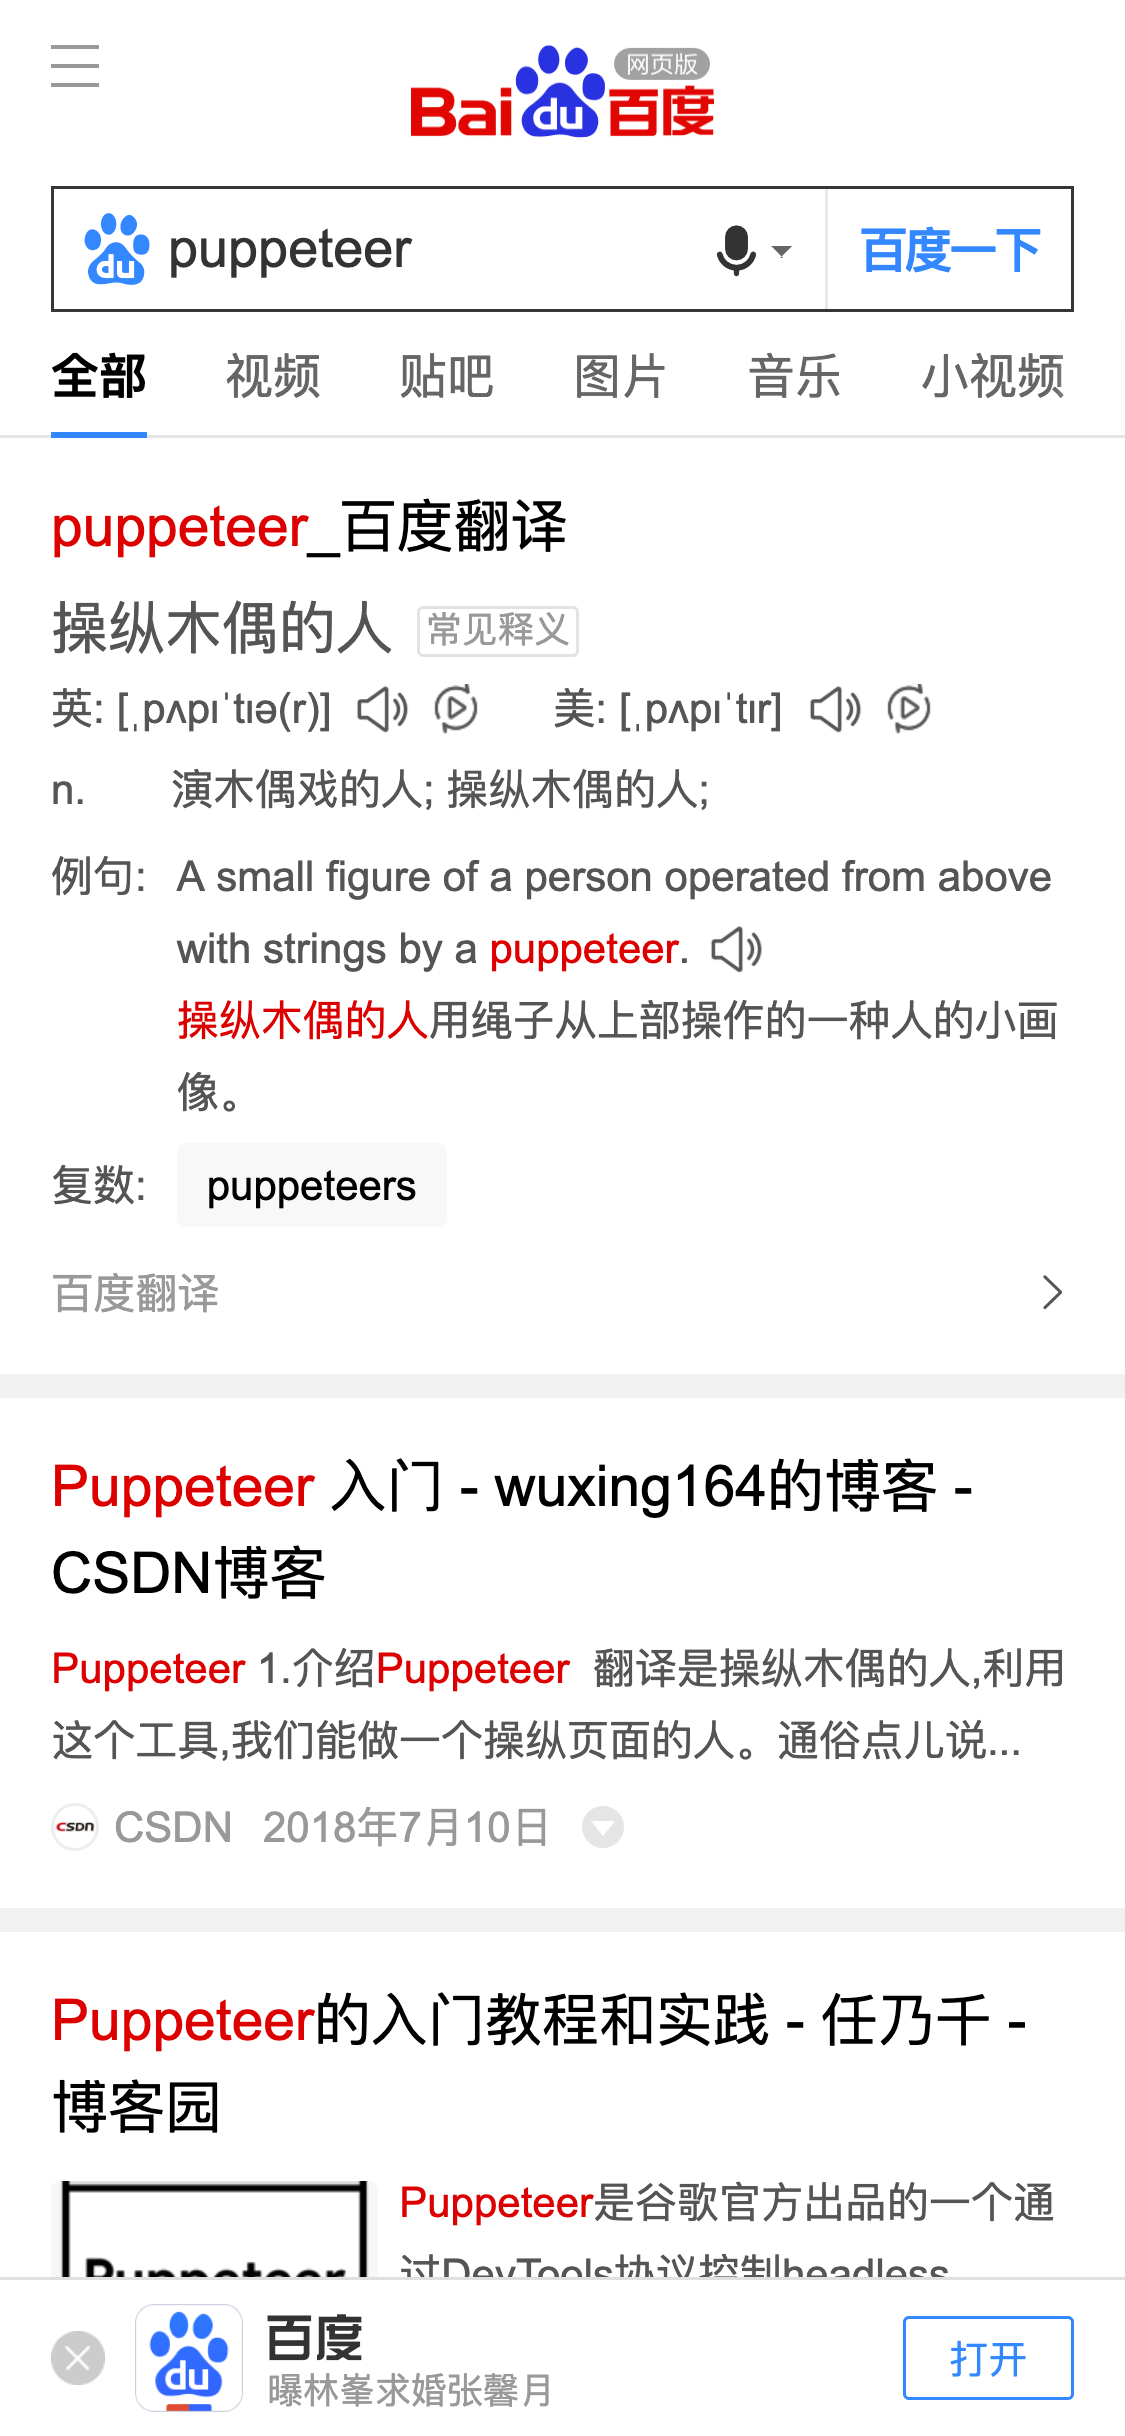 网页版
Bai du 百度
du puppeteer 百度一下
全部 视频 贴吧 图片 音乐 小视频
puppeteer_百度翻译
操纵木偶的人 常见释义
英: [ˌpʌpɪˈtɪə(r)] 美: [ˌpʌpɪˈtɪr]
n. 演木偶戏的人; 操纵木偶的人;
例句: A small figure of a person operated from above
with strings by a puppeteer.
操纵木偶的人用绳子从上部操作的一种人的小画
像。
复数: puppeteers
百度翻译
Puppeteer 入门 - wuxing164的博客 -
CSDN博客
Puppeteer 1.介绍Puppeteer 翻译是操纵木偶的人,利用
这个工具,我们能做一个操纵页面的人。通俗点儿说...
CSDN CSDN 2018年7月10日
Puppeteer的入门教程和实践 - 任乃千 -
博客园
Puppeteer是谷歌官方出品的一个通
Puppeteer 过DevTools协议控制headless
du 百度
曝林峯求婚张馨月
打开